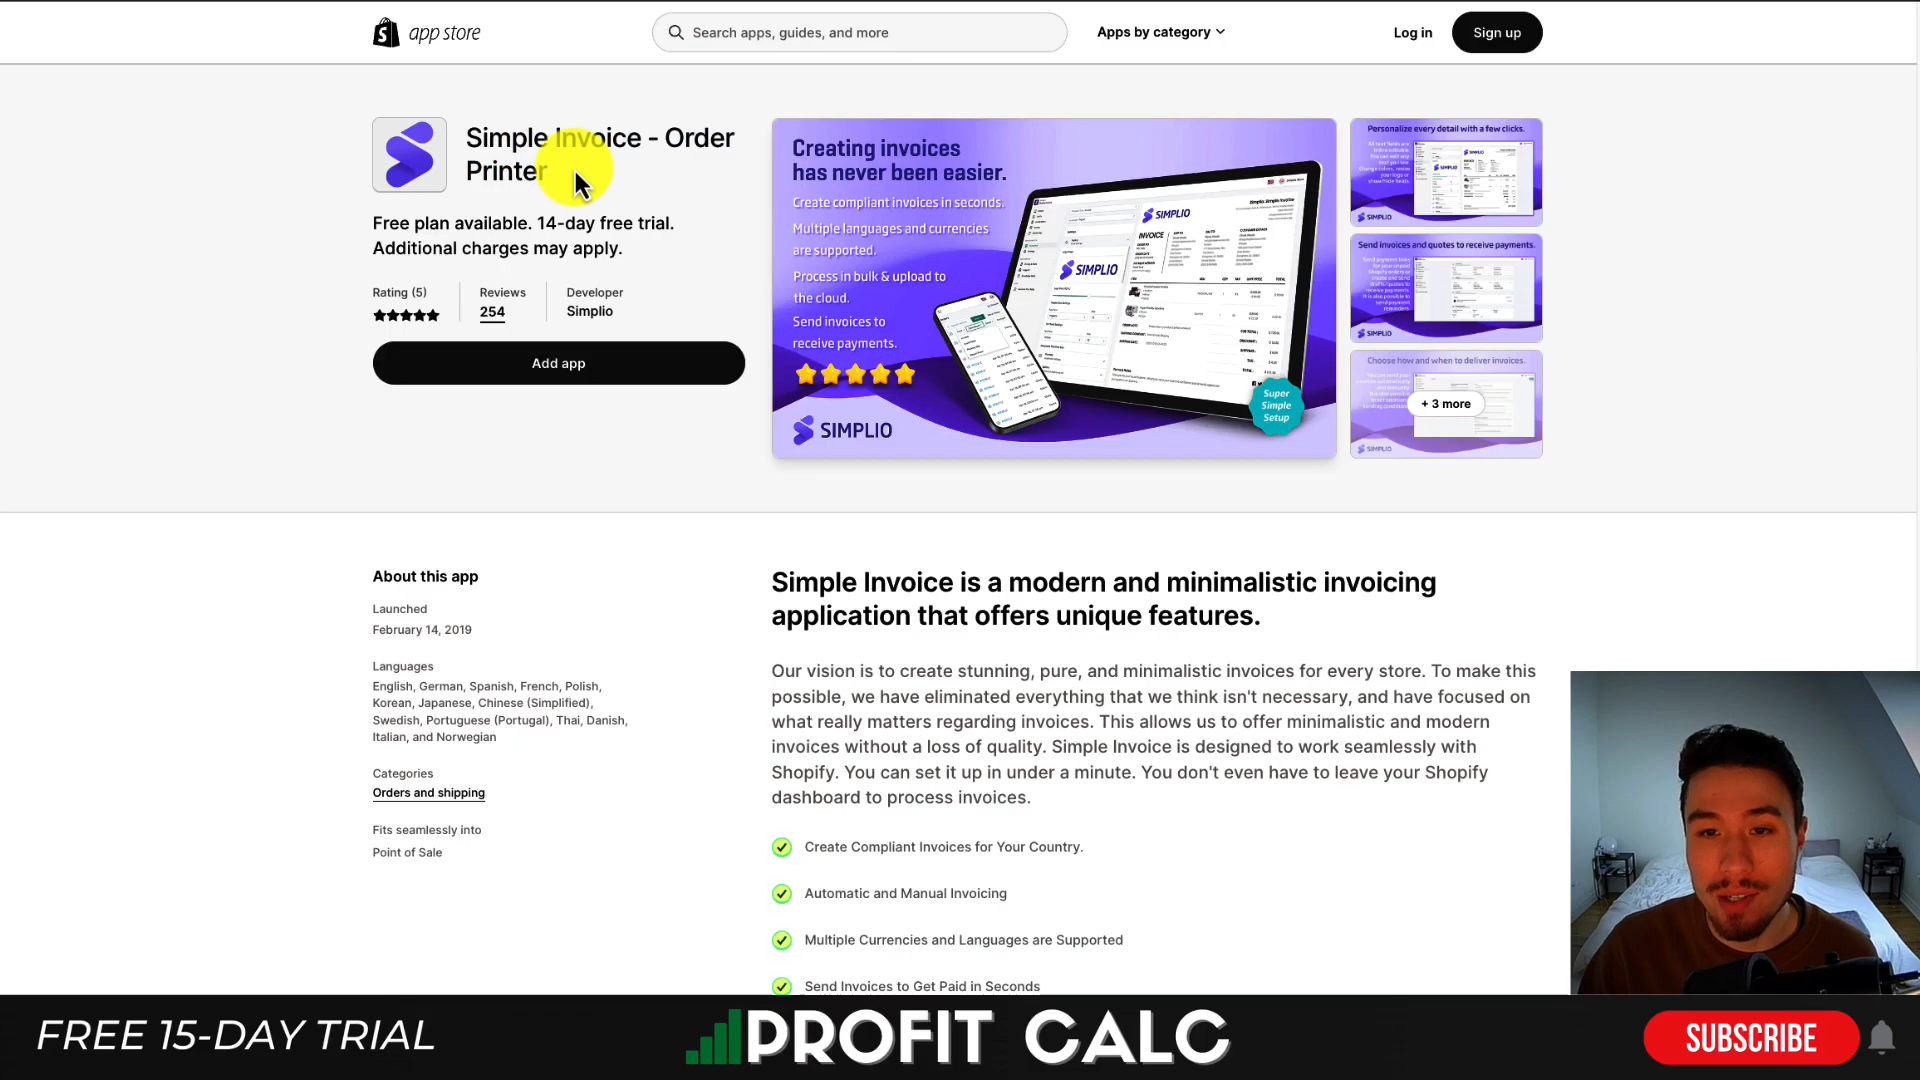 app store
Search apps, guides, and more
Apps by category
Log in
Sign up
Simple Invoice - Order
Printer
Free plan available. 14-day free trial.
Additional charges may apply.
Rating (5)
Reviews
254
Developer
Simplio
Add app
Creating invoices
has never been easier.
Create compliant invoices in seconds.
Multiple languages and currencies
are supported.
Process in bulk & upload to
the cloud.
Send invoices to
receive payments.
SIMPLIO
SIMPLIO
INVOICE
SIMPLIO
Super
Simple
Setup
Personalize every detail with a few clicks.
SIMPLIO
Send invoices and quotes to receive payments.
SIMPLIO
Choose how and when to deliver invoices.
+ 3 more
SIMPLIO
About this app
Launched
February 14, 2019
Languages
English, German, Spanish, French, Polish,
Korean, Japanese, Chinese (Simplified),
Swedish, Portuguese (Portugal), Thai, Danish,
Italian, and Norwegian
Categories
Orders and shipping
Fits seamlessly into
Point of Sale
Simple Invoice is a modern and minimalistic invoicing
application that offers unique features.
Our vision is to create stunning, pure, and minimalistic invoices for every store. To make this
possible, we have eliminated everything that we think isn't necessary, and have focused on
what really matters regarding invoices. This allows us to offer minimalistic and modern
invoices without a loss of quality. Simple Invoice is designed to work seamlessly with
Shopify. You can set it up in under a minute. You don't even have to leave your Shopify
dashboard to process invoices.
Create Compliant Invoices for Your Country.
Automatic and Manual Invoicing
Multiple Currencies and Languages are Supported
Send Invoices to Get Paid in Seconds
FREE 15-DAY TRIAL
PROFIT CALC
SUBSCRIBE